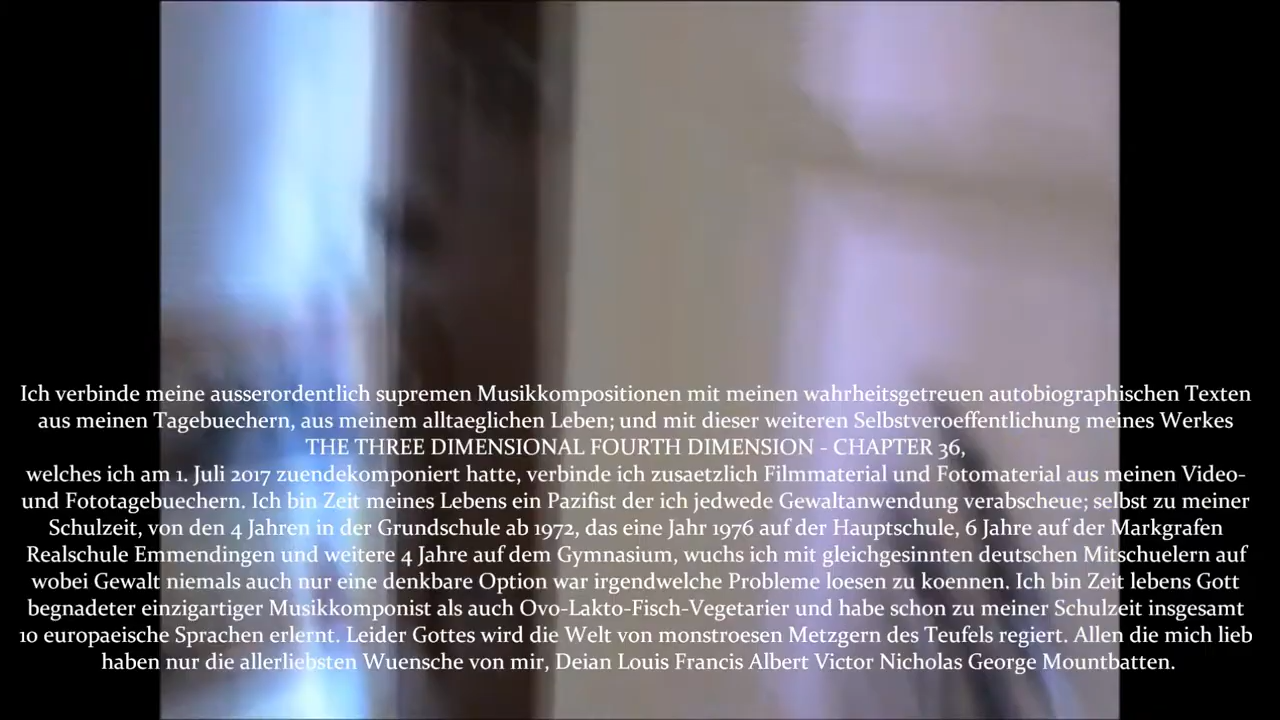 Ich verbinde meine ausserordentlich supremen Musikkompositionen mit meinen wahrheitsgetreuen autobiographischen Texten
aus meinen Tagebuechern, aus meinem alltaeglichen Leben; und mit dieser weiteren Selbstveroeffentlichung meines Werkes
THE THREE DIMENSIONAL FOURTH DIMENSION - CHAPTER 36,
welches ich am 1. Juli 2017 zuendekomponiert hatte, verbinde ich zusaetzlich Filmmaterial und Fotomaterial aus meinen Video-
und Fototagebuechern. Ich bin Zeit meines Lebens ein Pazifist der ich jedwede Gewaltanwendung verabscheue; selbst zu meiner
Schulzeit, von den 4 Jahren in der Grundschule ab 1972, das eine Jahr 1976 auf der Hauptschule, 6 Jahre auf der Markgrafen
Realschule Emmendingen und weitere 4 Jahre auf dem Gymnasium, wuchs ich mit gleichgesinnten deutschen Mitschuelern auf
wobei Gewalt niemals auch nur eine denkbare Option war irgendwelche Probleme loesen zu koennen. Ich bin Zeit lebens Gott
begnadeter einzigartiger Musikkomponist als auch Ovo-Lakto-Fisch-Vegetarier und habe schon zu meiner Schulzeit insgesamt
10 europaeische Sprachen erlernt. Leider Gottes wird die Welt von monstroesen Metzgern des Teufels regiert. Allen die mich lieb
haben nur die allerliebsten Wuensche von mir, Deian Louis Francis Albert Victor Nicholas George Mountbatten.